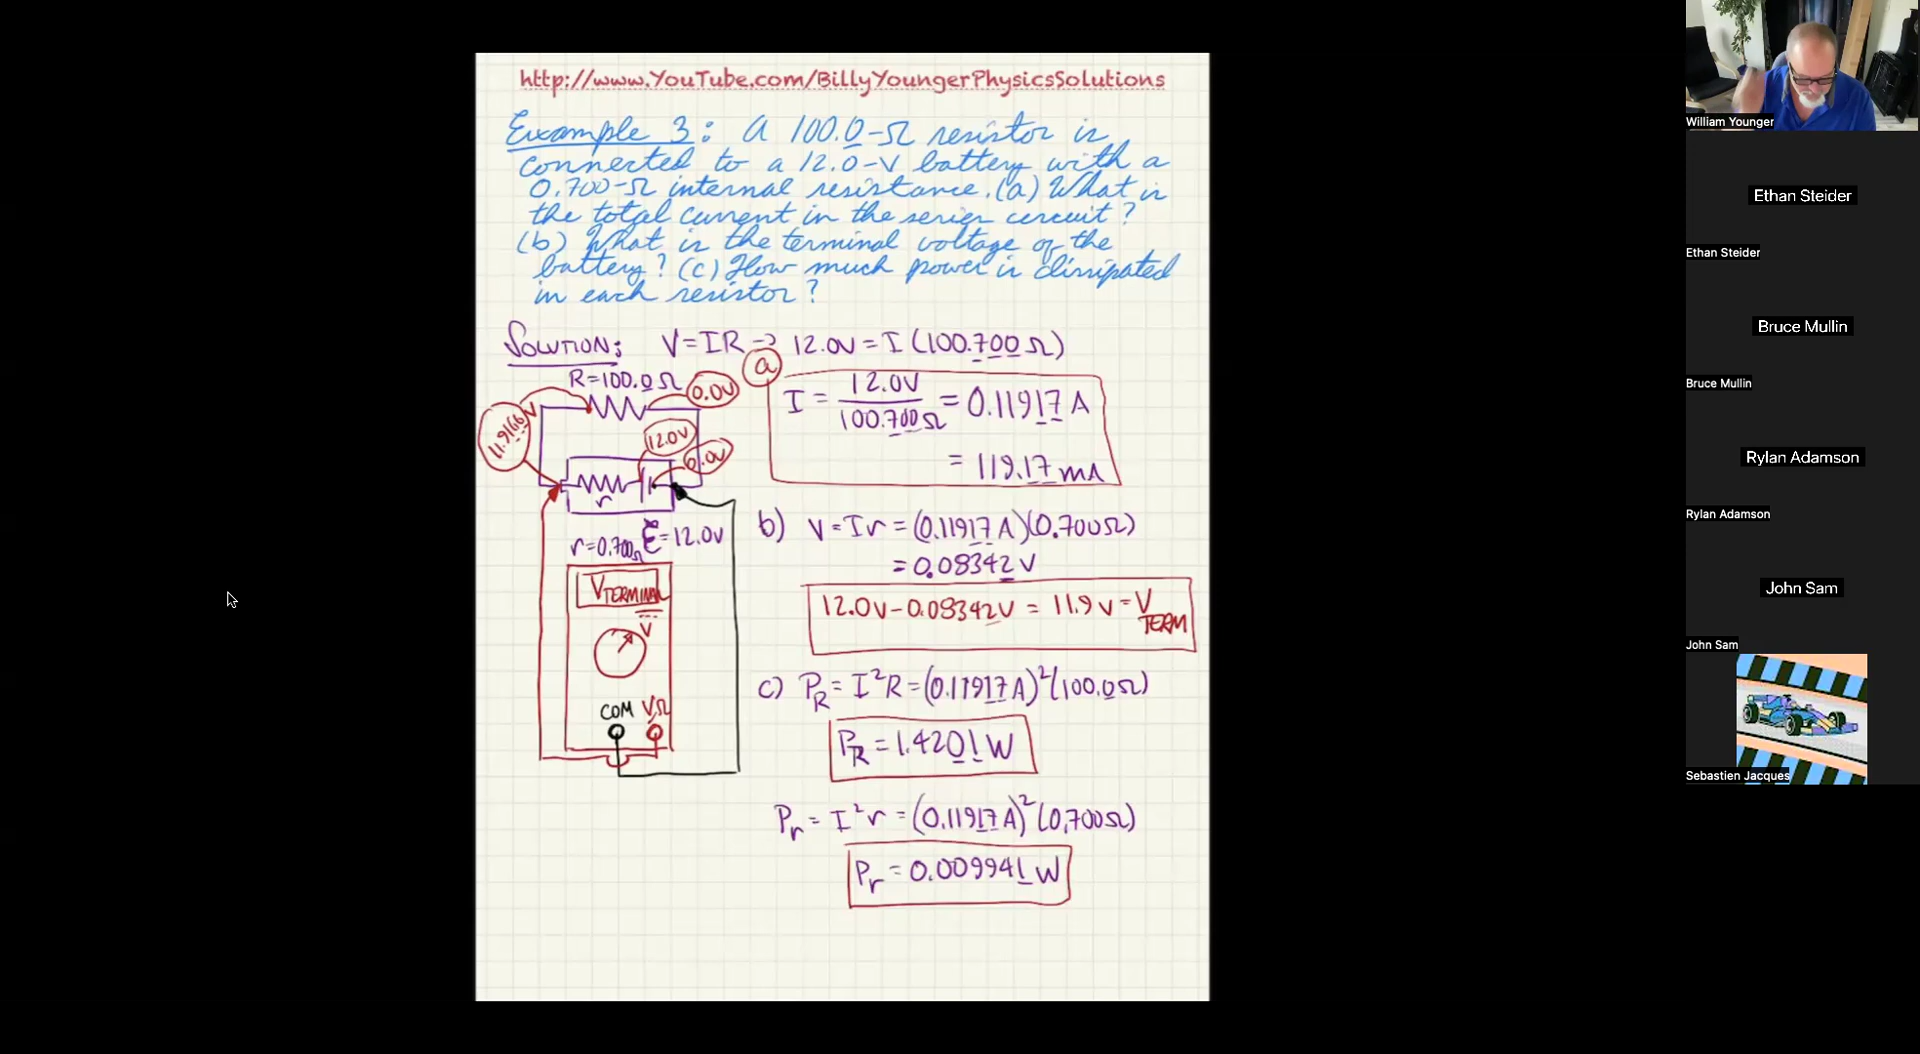 http://www.YouTube.com/BillyYoungerPhysicsSolutions
Example 3: A 100.0-Ω resistor is
connected to a 12.0-V battery with a
0.700-Ω internal resistance. (a) What is
the total current in the series circuit?
(b) What is the terminal voltage of the
battery? (c) How much power is dissipated
in each resistor?
SOLUTION: V=IR → 12.0V = I (100.700Ω)
R=100.0Ω
0.0V
11.9166V
12.0V
0.0V
r
r=0.700Ω ℰ=12.0V
VTERMINAL
V
COM V,Ω
a
I = 12.0V / 100.700Ω = 0.11917 A
= 119.17 mA
b) V = Ir = (0.11917 A)(0.700Ω)
= 0.08342 V
12.0V - 0.08342V = 11.9V = VTERM
c) PR = I²R = (0.11917 A)²(100.0Ω)
PR = 1.4201 W
Pr = I²r = (0.11917 A)²(0.700Ω)
Pr = 0.009941 W
William Younger
Ethan Steider
Ethan Steider
Bruce Mullin
Bruce Mullin
Rylan Adamson
Rylan Adamson
John Sam
John Sam
Sebastien Jacques